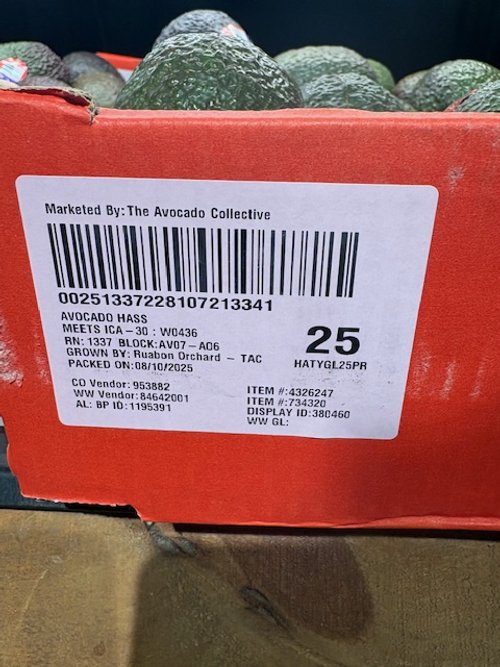 Marketed By: The Avocado Collective
00251337228107213341
AVOCADO HASS
MEETS ICA - 30 : W0436
RN: 1337 BLOCK:AV07 - A06
GROWN BY: Ruabon Orchard - TAC
PACKED ON:08/10/2025
25
HATYGL25PR
CO Vendor: 953882
WW Vendor: 84642001
AL: BP ID: 1195391
ITEM #:4326247
ITEM #:734320
DISPLAY ID:380460
WW GL: